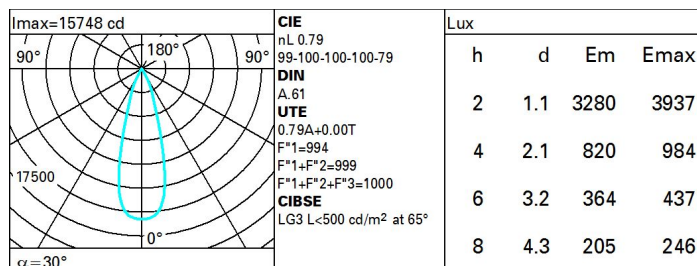 Imax=15748 cd
90° 180° 90°
17500
0°
α=30°
CIE
nL 0.79
99-100-100-100-79
DIN
A.61
UTE
0.79A+0.00T
F"1=994
F"1+F"2=999
F"1+F"2+F"3=1000
CIBSE
LG3 L<500 cd/m² at 65°
Lux
h d Em Emax
2 1.1 3280 3937
4 2.1 820 984
6 3.2 364 437
8 4.3 205 246